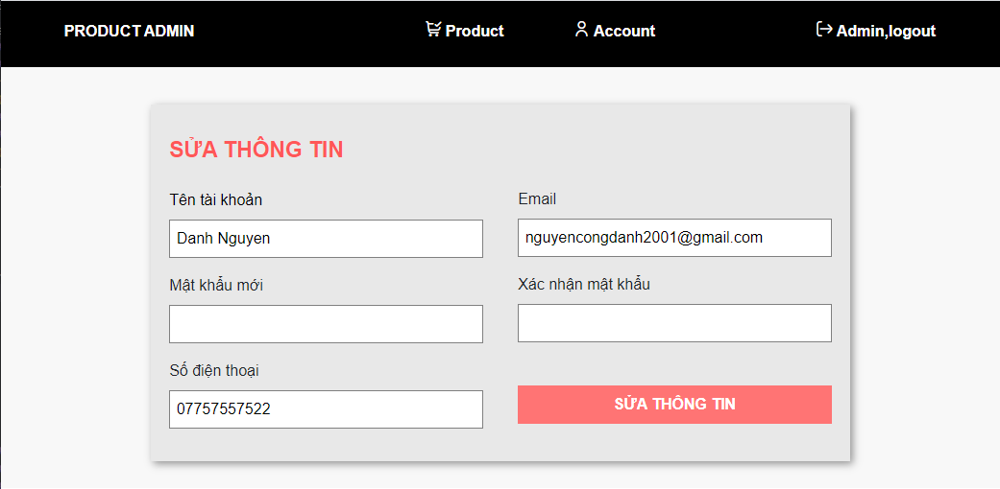 PRODUCT ADMIN Product Account Admin,logout
SỬA THÔNG TIN
Tên tài khoản Email
Danh Nguyen nguyencongdanh2001@gmail.com
Mật khẩu mới Xác nhận mật khẩu
Số điện thoại
07757557522 SỬA THÔNG TIN